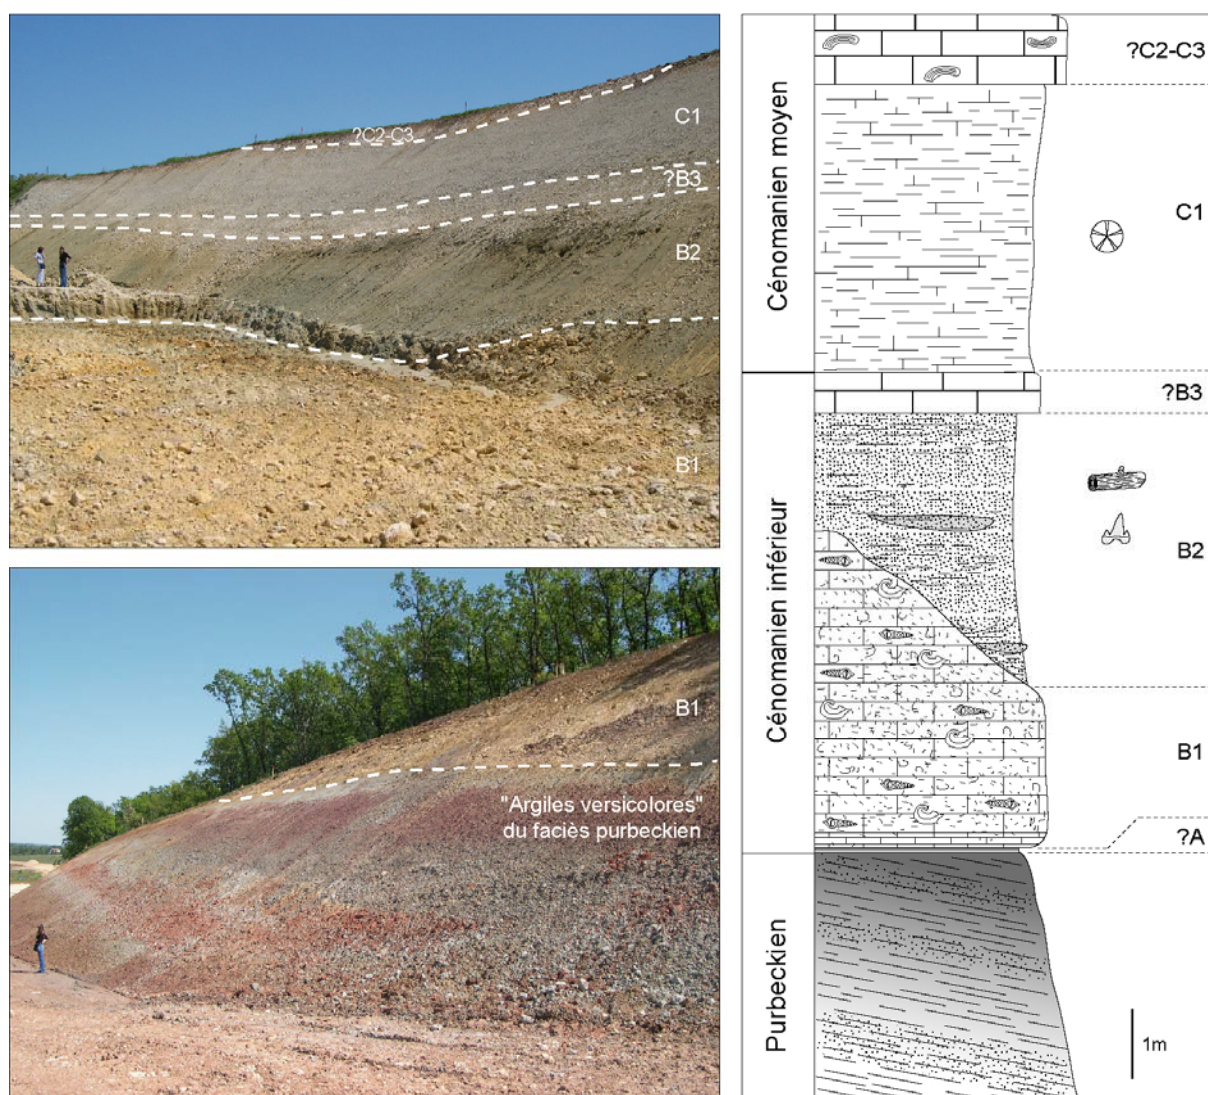 ?C2-C3
C1
?B3
B2
B1
B1
"Argiles versicolores"
du faciès purbeckien
Cénomanien moyen
Cénomanien inférieur
Purbeckien
?C2-C3
C1
?B3
B2
B1
?A
1m